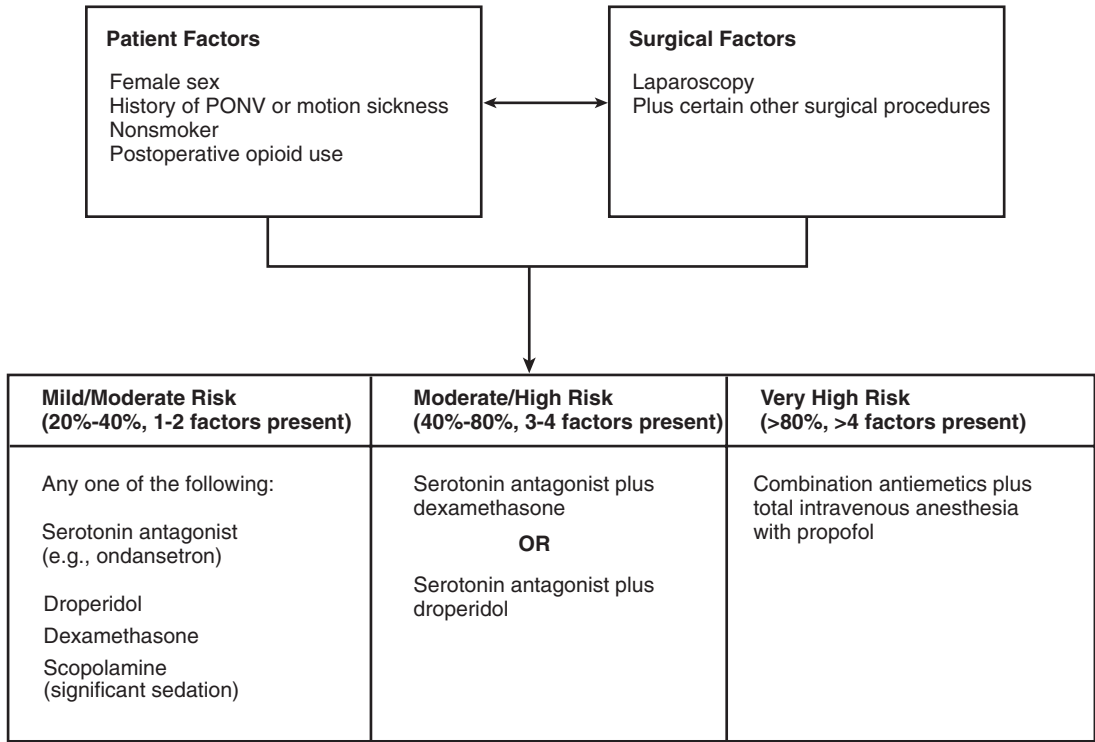 Patient Factors
Female sex
History of PONV or motion sickness
Nonsmoker
Postoperative opioid use
Surgical Factors
Laparoscopy
Plus certain other surgical procedures
Mild/Moderate Risk
(20%-40%, 1-2 factors present)
Any one of the following:
Serotonin antagonist
(e.g., ondansetron)
Droperidol
Dexamethasone
Scopolamine
(significant sedation)
Moderate/High Risk
(40%-80%, 3-4 factors present)
Serotonin antagonist plus
dexamethasone
OR
Serotonin antagonist plus
droperidol
Very High Risk
(>80%, >4 factors present)
Combination antiemetics plus
total intravenous anesthesia
with propofol